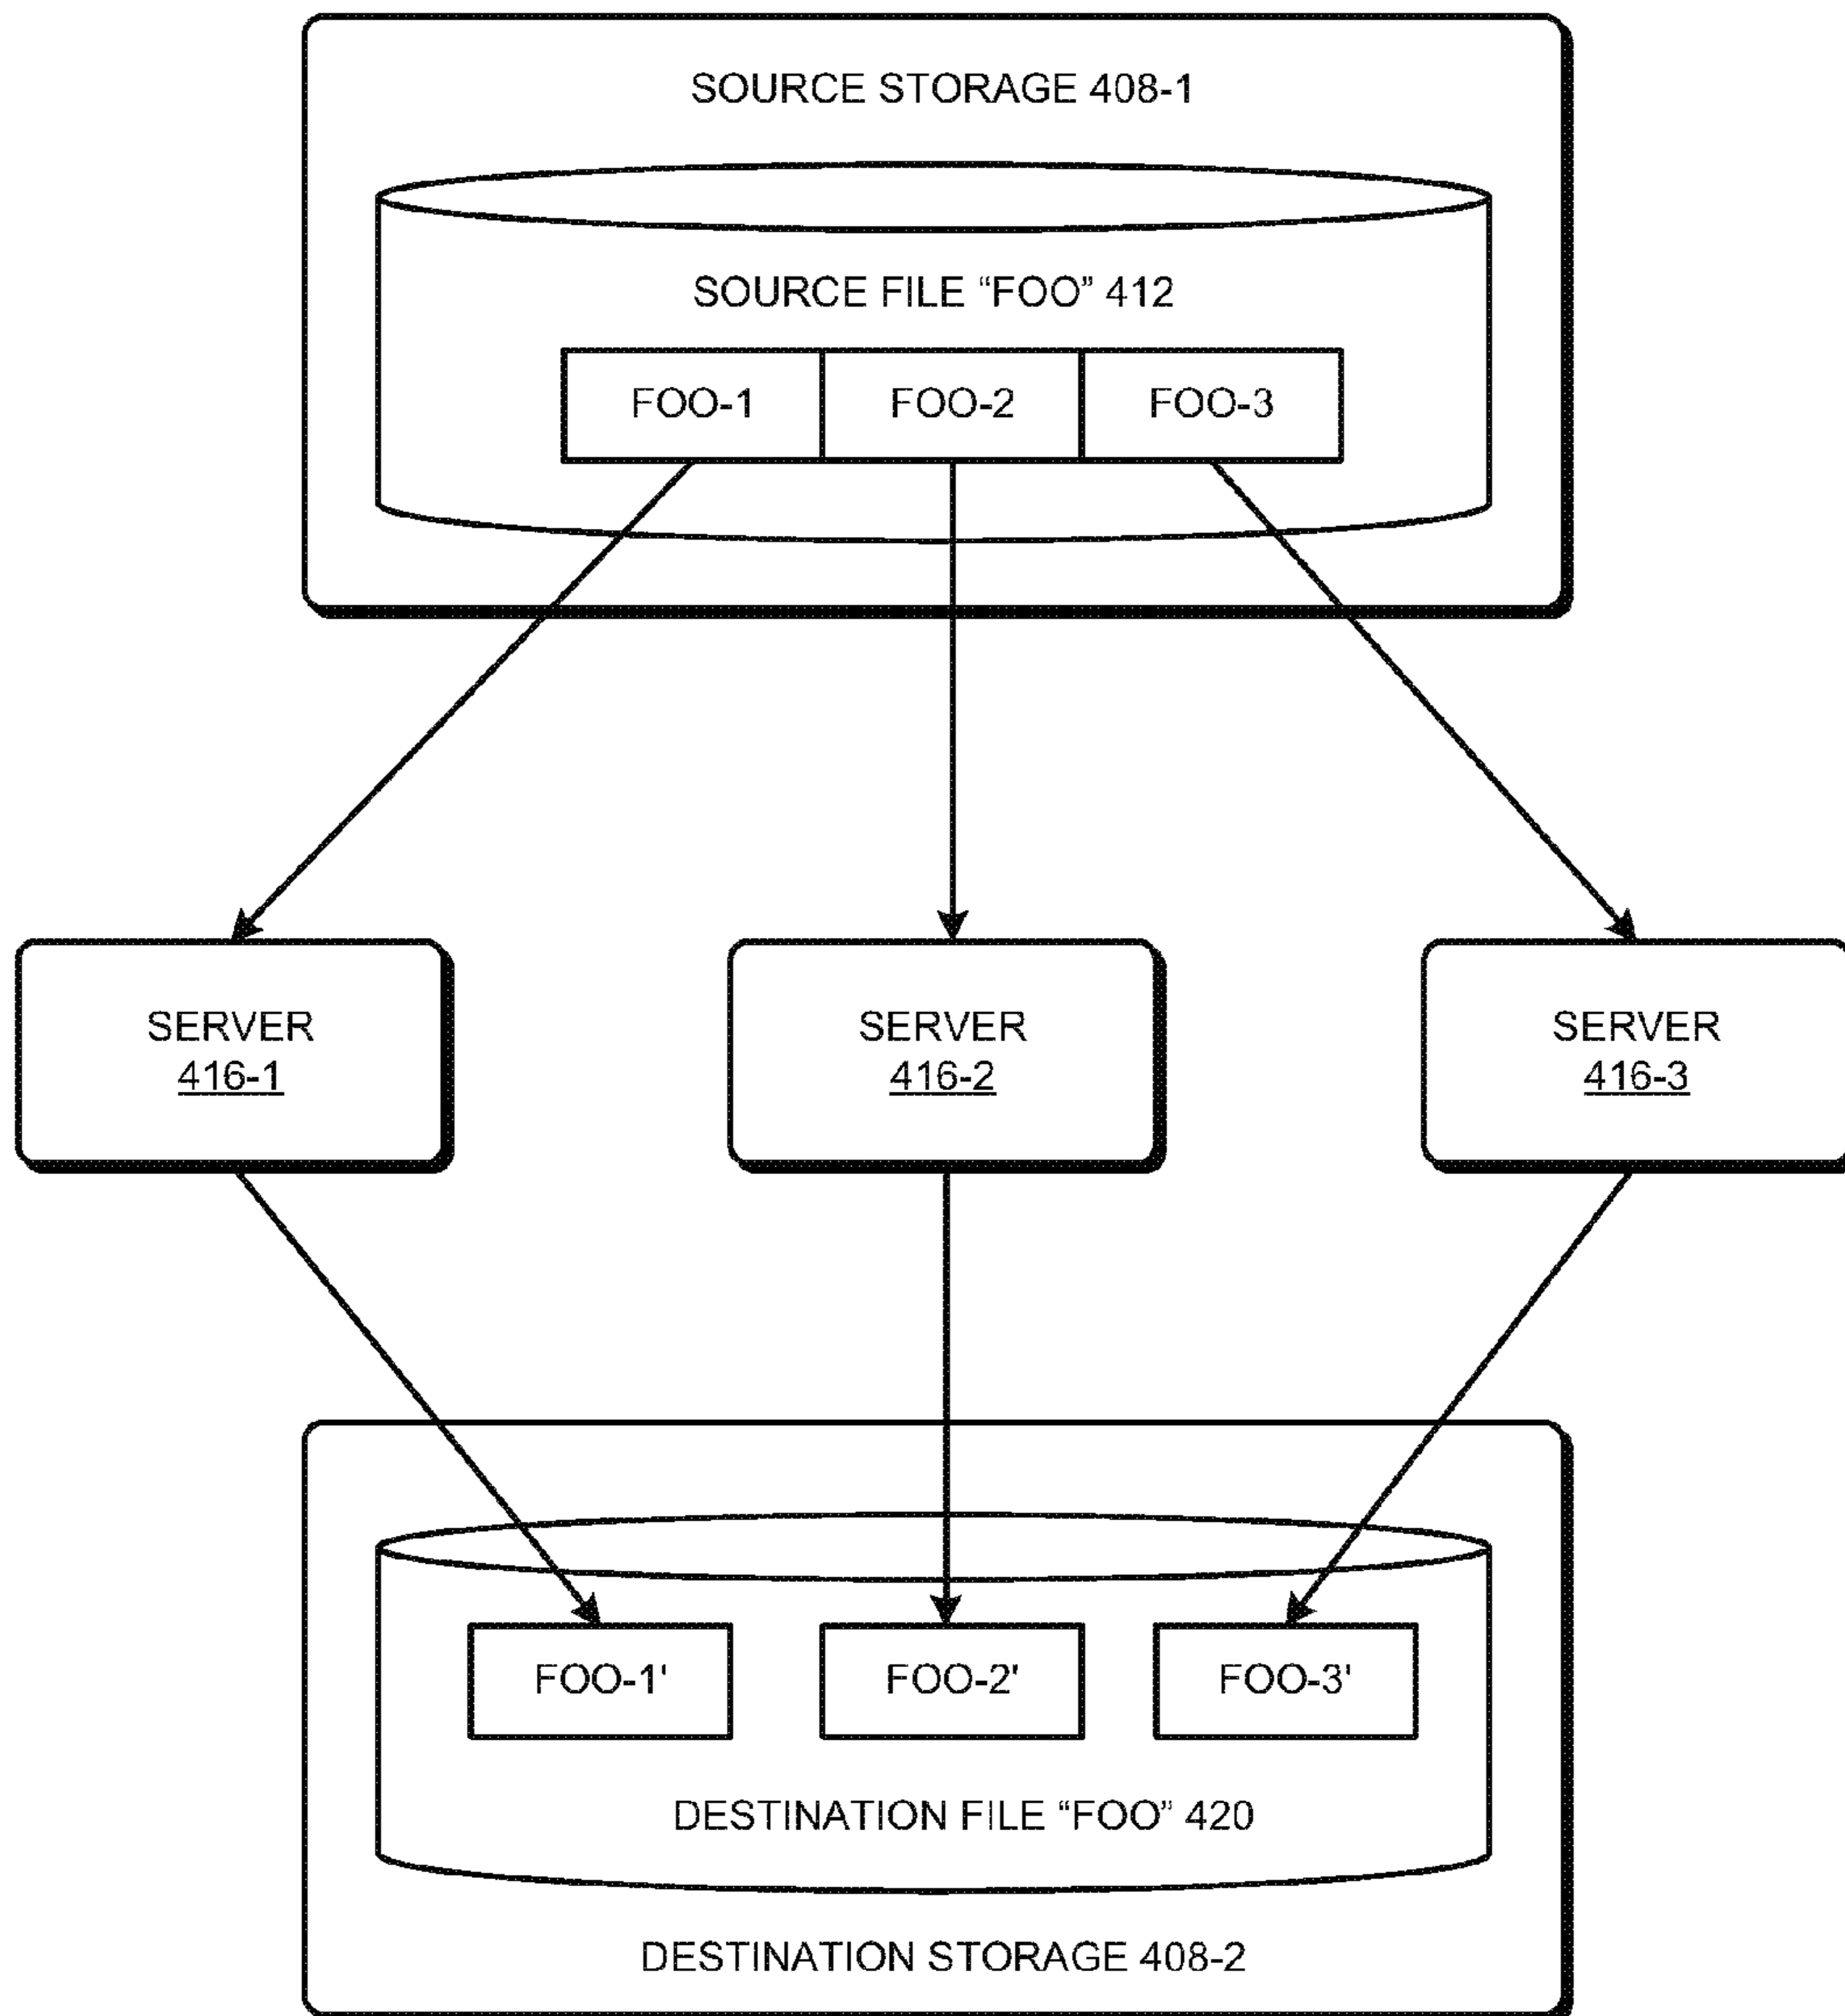 SOURCE STORAGE 408-1
SOURCE FILE “FOO” 412
FOO-1
FOO-2
FOO-3
SERVER
416-1
SERVER
416-2
SERVER
416-3
FOO-1'
FOO-2'
FOO-3'
DESTINATION FILE “FOO” 420
DESTINATION STORAGE 408-2